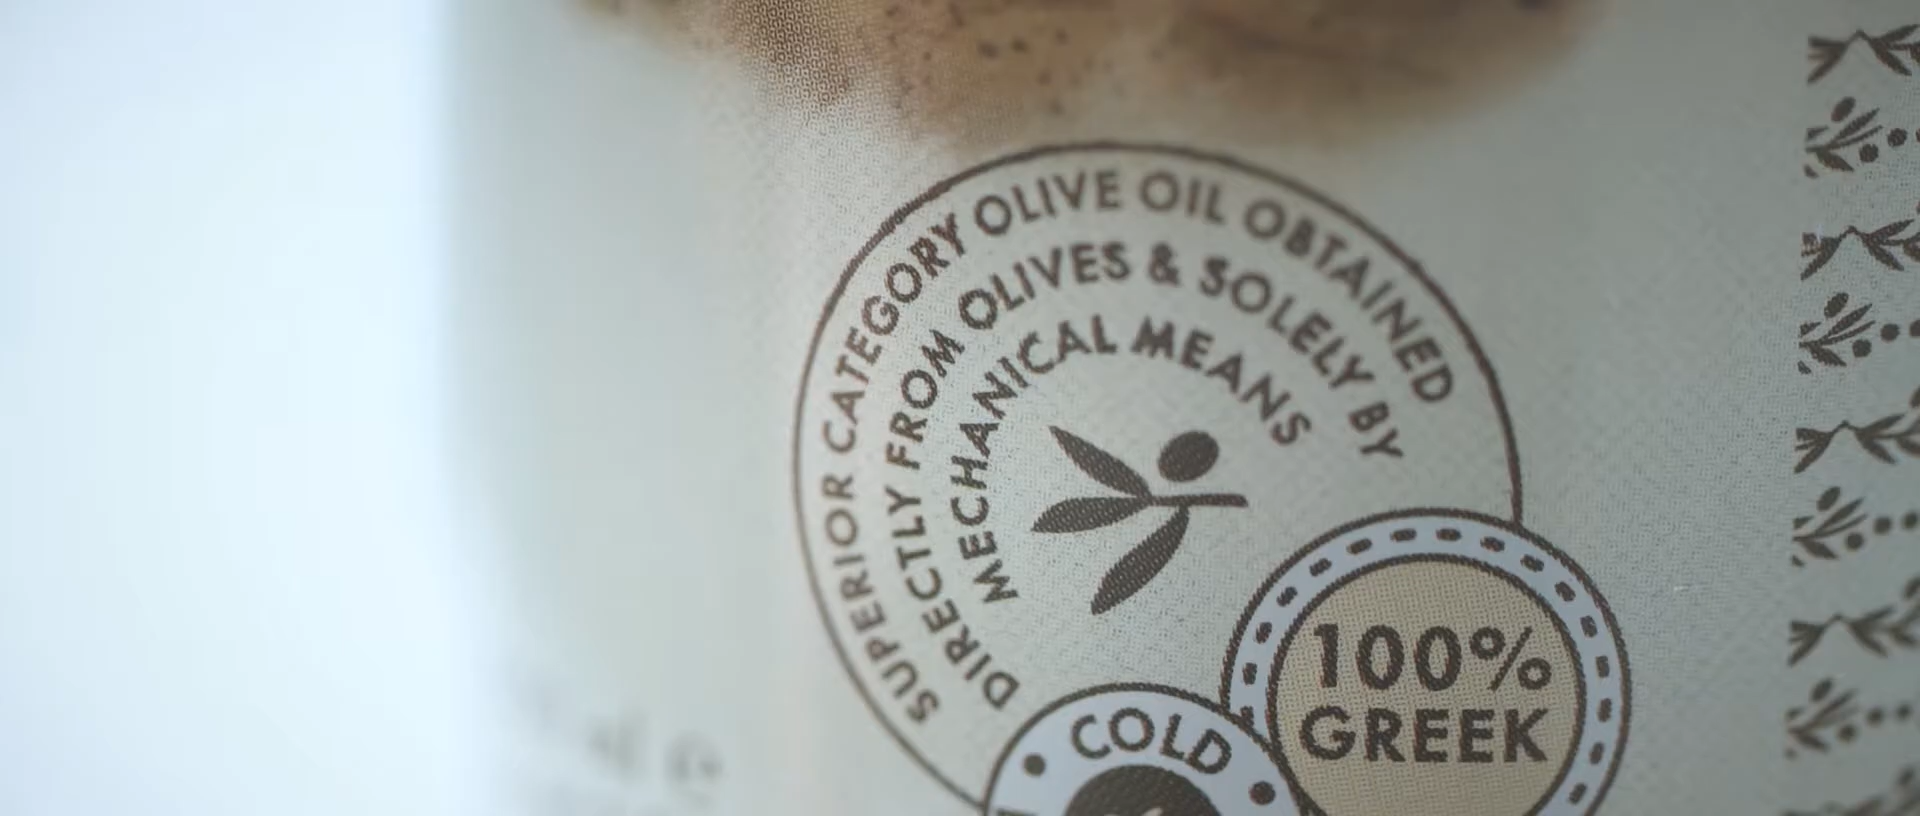 SUPERIOR CATEGORY OLIVE OIL OBTAINED
DIRECTLY FROM OLIVES & SOLELY BY
MECHANICAL MEANS
100%
GREEK
COLD